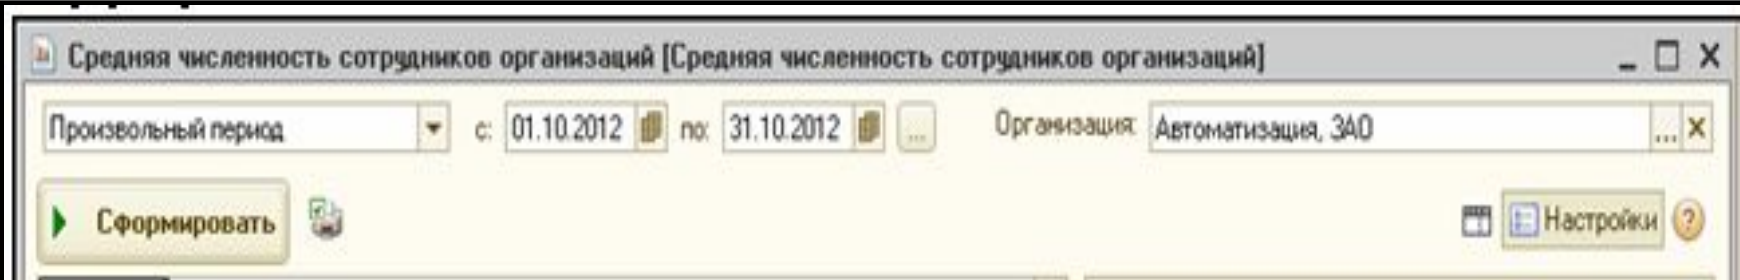 Средняя численность сотрудников организаций [Средняя численность сотрудников организаций]
Произвольный период с: 01.10.2012 по: 31.10.2012 ... Организация: Автоматизация, ЗАО ...
Сформировать Настройки ?